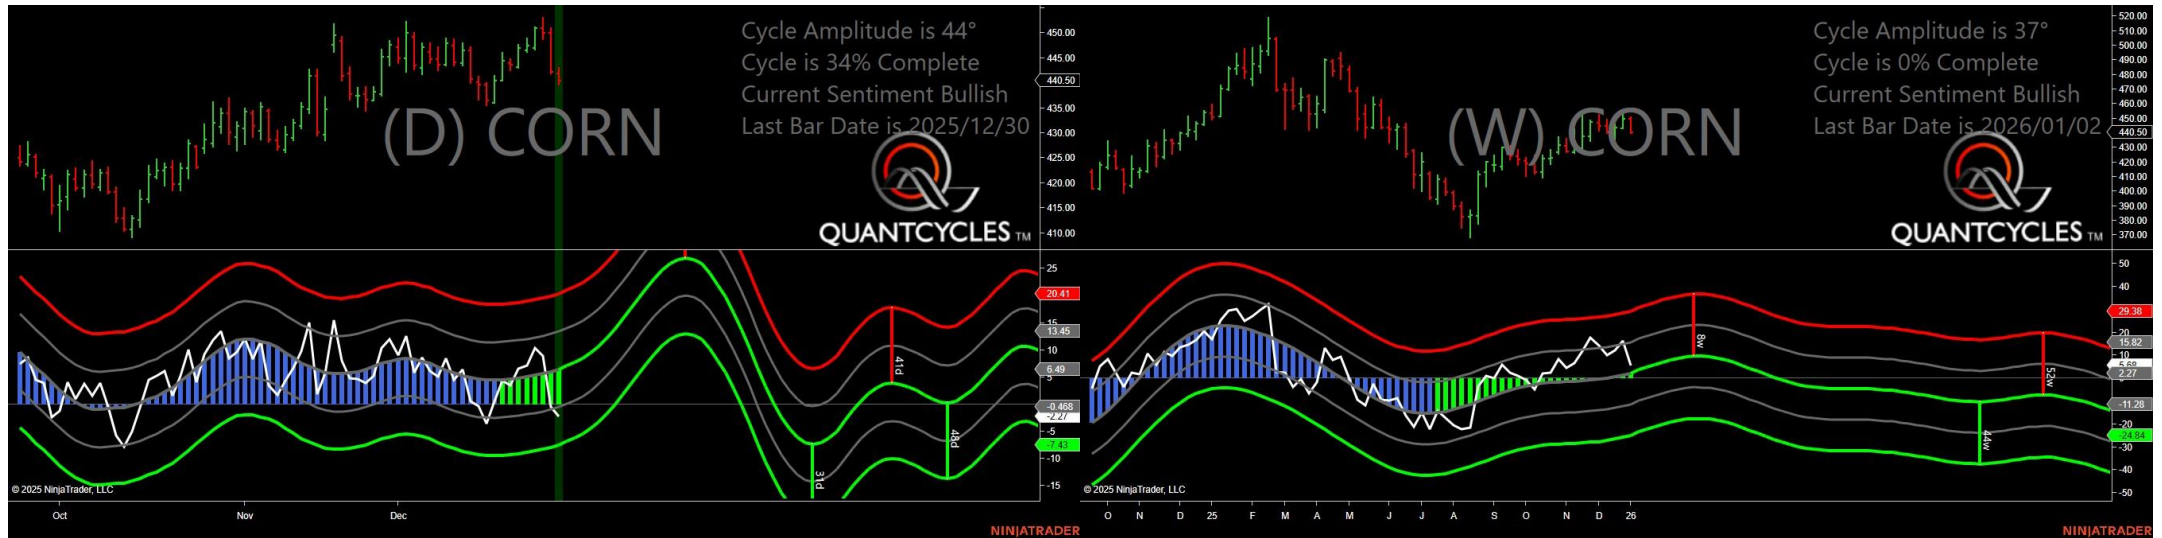 Cycle Amplitude is 44°
Cycle is 34% Complete
Current Sentiment Bullish
Last Bar Date is 2025/12/30
(D) CORN
QUANTCYCLES TM
450.00
445.00
440.50
435.00
430.00
425.00
420.00
415.00
410.00
25
20.41
15
13.45
10
6.49
5
-0.468
-2.27
-5
-7.43
-10
-15
31d
41d
48d
© 2025 NinjaTrader, LLC
Oct Nov Dec
NINJATRADER
Cycle Amplitude is 37°
Cycle is 0% Complete
Current Sentiment Bullish
Last Bar Date is 2026/01/02
(W) CORN
QUANTCYCLES TM
520.00
510.00
500.00
490.00
480.00
470.00
460.00
450.00
440.50
430.00
420.00
410.00
400.00
390.00
380.00
370.00
50
40
29.38
20
15.82
10
2.27
-11.28
-20
-24.84
-30
-40
-50
8w
44w
52w
© 2025 NinjaTrader, LLC
O N D 25 F M A M J J A S O N D 26
NINJATRADER